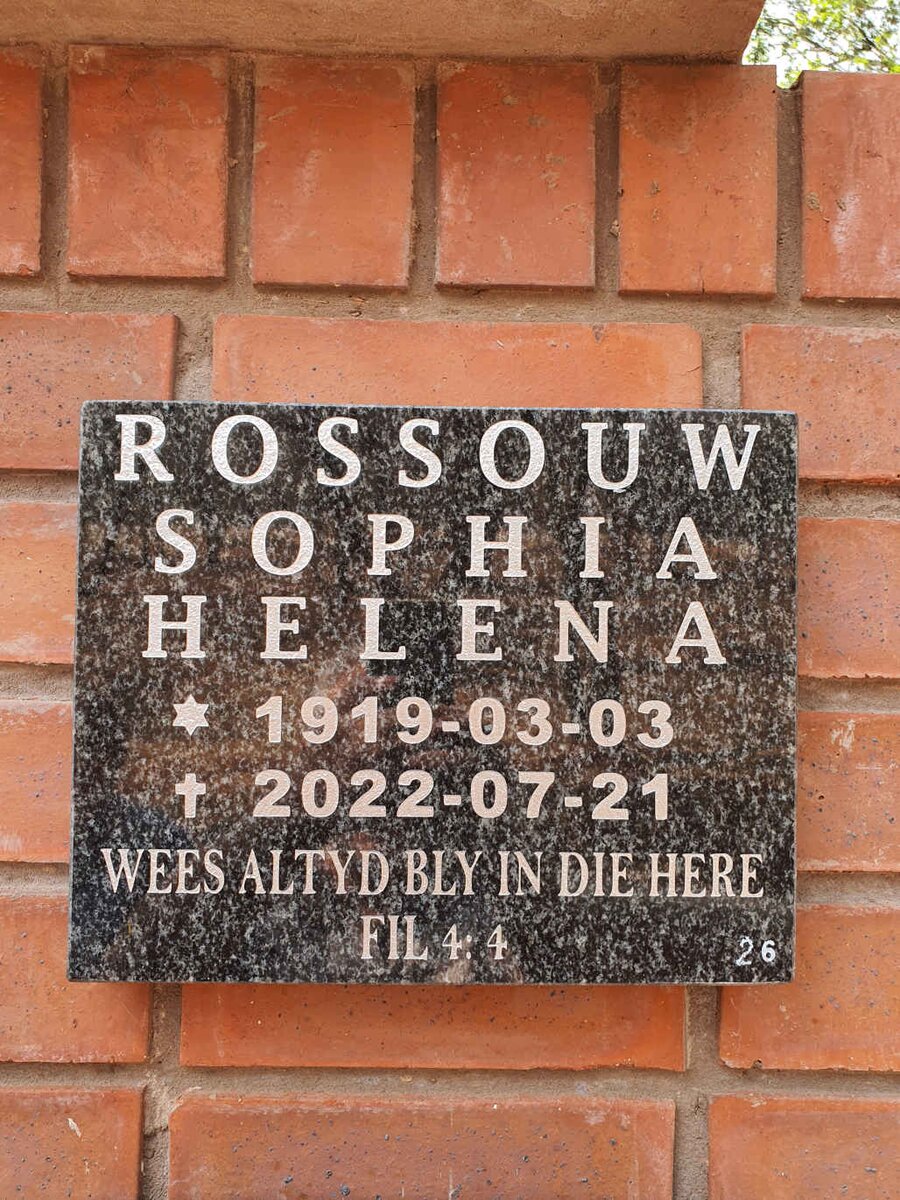 ROSSOUW
SOPHIA
HELENA
✡ 1919-03-03
✝ 2022-07-21
WEES ALTYD BLY IN DIE HERE
FIL 4: 4
26